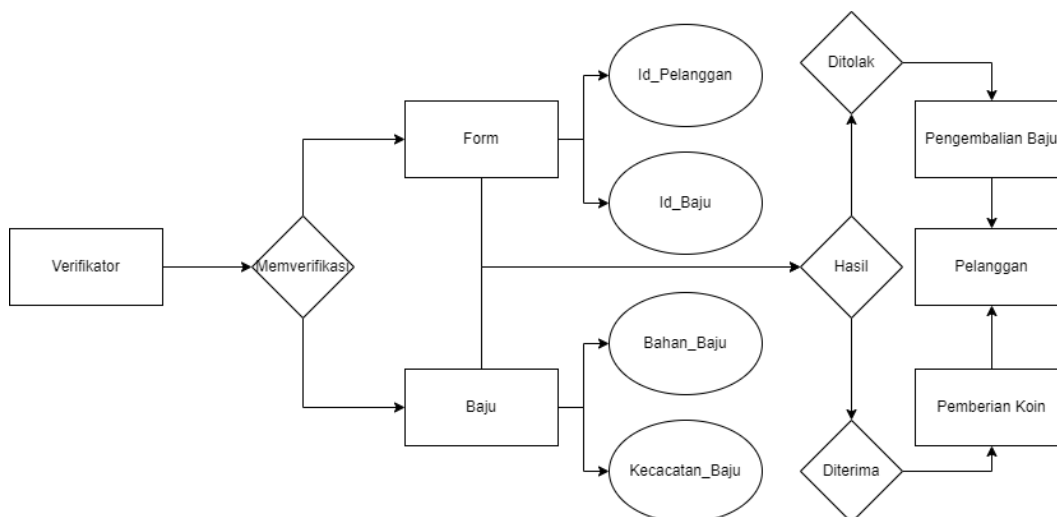 Id_Pelanggan
Ditolak
Form
Pengembalian Baju
Id_Baju
Verifikator
Memverifikasi
Hasil
Pelanggan
Bahan_Baju
Baju
Pemberian Koin
Kecacatan_Baju
Diterima